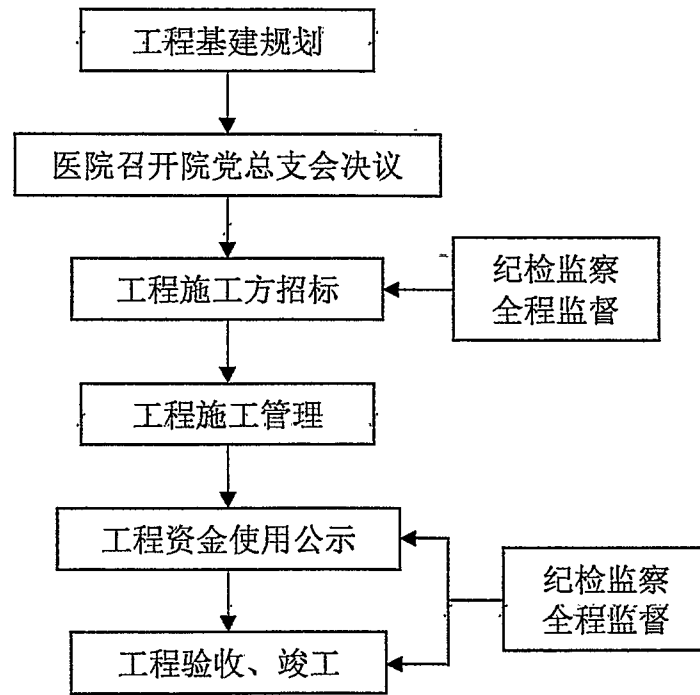 工程基建规划
医院召开院党总支会决议
工程施工方招标
纪检监察
全程监督
工程施工管理
工程资金使用公示
纪检监察
全程监督
工程验收、竣工